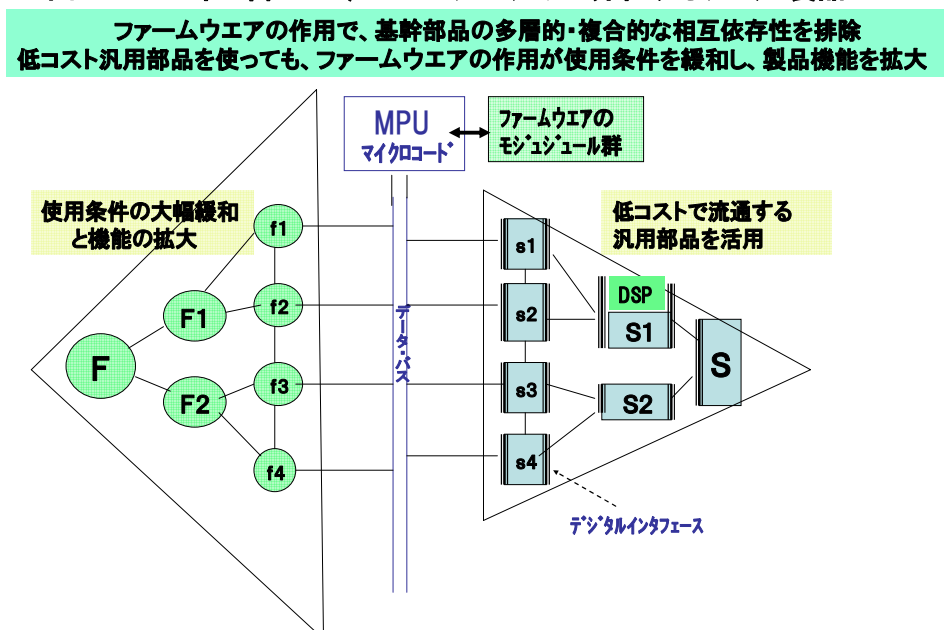 ファームウエアの作用で、基幹部品の多層的・複合的な相互依存性を排除
低コスト汎用部品を使っても、ファームウエアの作用が使用条件を緩和し、製品機能を拡大
MPU
マイクロコード
ファームウエアの
モジュジュール群
使用条件の大幅緩和
と機能の拡大
低コストで流通する
汎用部品を活用
f1
s1
DSP
F1
f2
データ・バス
s2
S1
F
S
f3
s3
F2
S2
f4
s4
デジタルインタフェース